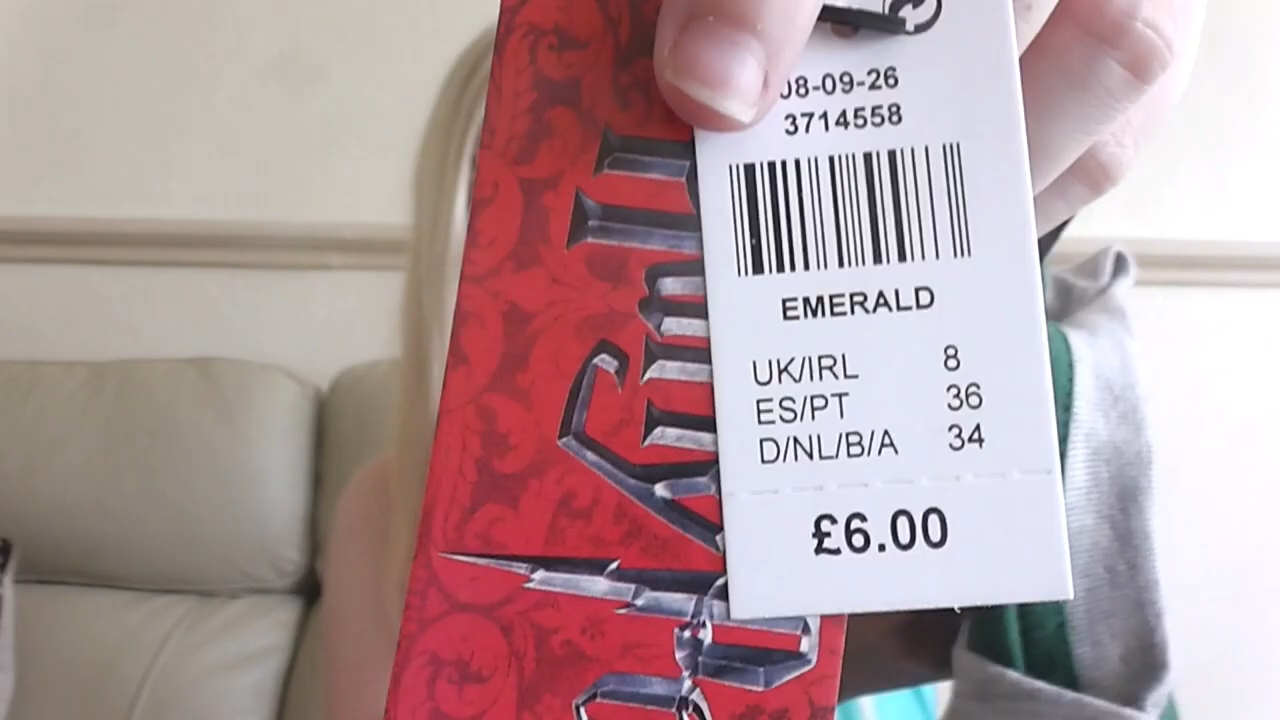 08-09-26
3714558
EMERALD
UK/IRL 8
ES/PT 36
D/NL/B/A 34
£6.00